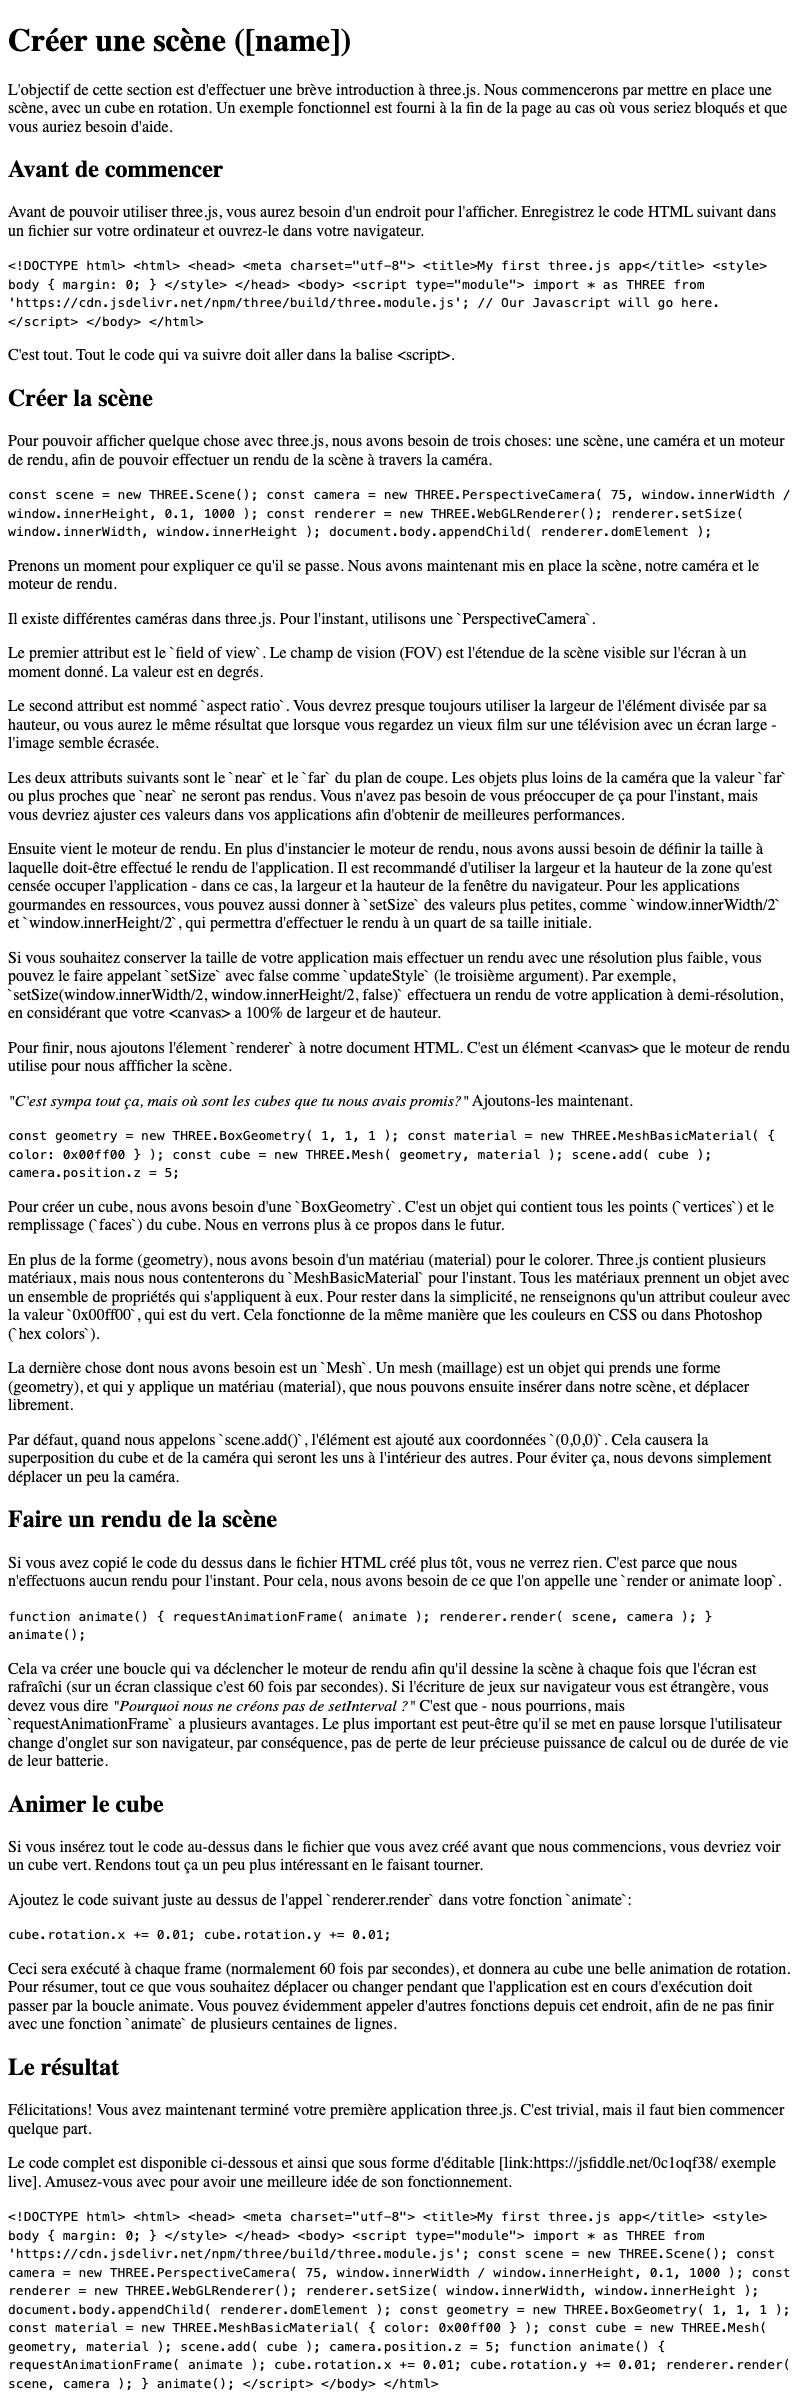 Créer une scène ([name])
L'objectif de cette section est d'effectuer une brève introduction à three.js. Nous commencerons par mettre en place une
scène, avec un cube en rotation. Un exemple fonctionnel est fourni à la fin de la page au cas où vous seriez bloqués et que
vous auriez besoin d'aide.
Avant de commencer
Avant de pouvoir utiliser three.js, vous aurez besoin d'un endroit pour l'afficher. Enregistrez le code HTML suivant dans
un fichier sur votre ordinateur et ouvrez-le dans votre navigateur.
<!DOCTYPE html> <html> <head> <meta charset="utf-8"> <title>My first three.js app</title> <style>
body { margin: 0; } </style> </head> <body> <script type="module"> import * as THREE from
'https://cdn.jsdelivr.net/npm/three/build/three.module.js'; // Our Javascript will go here.
</script> </body> </html>
C'est tout. Tout le code qui va suivre doit aller dans la balise <script>.
Créer la scène
Pour pouvoir afficher quelque chose avec three.js, nous avons besoin de trois choses: une scène, une caméra et un moteur
de rendu, afin de pouvoir effectuer un rendu de la scène à travers la caméra.
const scene = new THREE.Scene(); const camera = new THREE.PerspectiveCamera( 75, window.innerWidth /
window.innerHeight, 0.1, 1000 ); const renderer = new THREE.WebGLRenderer(); renderer.setSize(
window.innerWidth, window.innerHeight ); document.body.appendChild( renderer.domElement );
Prenons un moment pour expliquer ce qu'il se passe. Nous avons maintenant mis en place la scène, notre caméra et le
moteur de rendu.
Il existe différentes caméras dans three.js. Pour l'instant, utilisons une `PerspectiveCamera`.
Le premier attribut est le `field of view`. Le champ de vision (FOV) est l'étendue de la scène visible sur l'écran à un
moment donné. La valeur est en degrés.
Le second attribut est nommé `aspect ratio`. Vous devrez presque toujours utiliser la largeur de l'élément divisée par sa
hauteur, ou vous aurez le même résultat que lorsque vous regardez un vieux film sur une télévision avec un écran large -
l'image semble écrasée.
Les deux attributs suivants sont le `near` et le `far` du plan de coupe. Les objets plus loins de la caméra que la valeur `far`
ou plus proches que `near` ne seront pas rendus. Vous n'avez pas besoin de vous préoccuper de ça pour l'instant, mais
vous devriez ajuster ces valeurs dans vos applications afin d'obtenir de meilleures performances.
Ensuite vient le moteur de rendu. En plus d'instancier le moteur de rendu, nous avons aussi besoin de définir la taille à
laquelle doit-être effectué le rendu de l'application. Il est recommandé d'utiliser la largeur et la hauteur de la zone qu'est
censée occuper l'application - dans ce cas, la largeur et la hauteur de la fenêtre du navigateur. Pour les applications
gourmandes en ressources, vous pouvez aussi donner à `setSize` des valeurs plus petites, comme `window.innerWidth/2`
et `window.innerHeight/2`, qui permettra d'effectuer le rendu à un quart de sa taille initiale.
Si vous souhaitez conserver la taille de votre application mais effectuer un rendu avec une résolution plus faible, vous
pouvez le faire appelant `setSize` avec false comme `updateStyle` (le troisième argument). Par exemple,
`setSize(window.innerWidth/2, window.innerHeight/2, false)` effectuera un rendu de votre application à demi-résolution,
en considérant que votre <canvas> a 100% de largeur et de hauteur.
Pour finir, nous ajoutons l'élement `renderer` à notre document HTML. C'est un élément <canvas> que le moteur de rendu
utilise pour nous affficher la scène.
"C'est sympa tout ça, mais où sont les cubes que tu nous avais promis?" Ajoutons-les maintenant.
const geometry = new THREE.BoxGeometry( 1, 1, 1 ); const material = new THREE.MeshBasicMaterial( {
color: 0x00ff00 } ); const cube = new THREE.Mesh( geometry, material ); scene.add( cube );
camera.position.z = 5;
Pour créer un cube, nous avons besoin d'une `BoxGeometry`. C'est un objet qui contient tous les points (`vertices`) et le
remplissage (`faces`) du cube. Nous en verrons plus à ce propos dans le futur.
En plus de la forme (geometry), nous avons besoin d'un matériau (material) pour le colorer. Three.js contient plusieurs
matériaux, mais nous nous contenterons du `MeshBasicMaterial` pour l'instant. Tous les matériaux prennent un objet avec
un ensemble de propriétés qui s'appliquent à eux. Pour rester dans la simplicité, ne renseignons qu'un attribut couleur avec
la valeur `0x00ff00`, qui est du vert. Cela fonctionne de la même manière que les couleurs en CSS ou dans Photoshop
(`hex colors`).
La dernière chose dont nous avons besoin est un `Mesh`. Un mesh (maillage) est un objet qui prends une forme
(geometry), et qui y applique un matériau (material), que nous pouvons ensuite insérer dans notre scène, et déplacer
librement.
Par défaut, quand nous appelons `scene.add()`, l'élément est ajouté aux coordonnées `(0,0,0)`. Cela causera la
superposition du cube et de la caméra qui seront les uns à l'intérieur des autres. Pour éviter ça, nous devons simplement
déplacer un peu la caméra.
Faire un rendu de la scène
Si vous avez copié le code du dessus dans le fichier HTML créé plus tôt, vous ne verrez rien. C'est parce que nous
n'effectuons aucun rendu pour l'instant. Pour cela, nous avons besoin de ce que l'on appelle une `render or animate loop`.
function animate() { requestAnimationFrame( animate ); renderer.render( scene, camera ); }
animate();
Cela va créer une boucle qui va déclencher le moteur de rendu afin qu'il dessine la scène à chaque fois que l'écran est
rafraîchi (sur un écran classique c'est 60 fois par secondes). Si l'écriture de jeux sur navigateur vous est étrangère, vous
devez vous dire "Pourquoi nous ne créons pas de setInterval ?" C'est que - nous pourrions, mais
`requestAnimationFrame` a plusieurs avantages. Le plus important est peut-être qu'il se met en pause lorsque l'utilisateur
change d'onglet sur son navigateur, par conséquence, pas de perte de leur précieuse puissance de calcul ou de durée de vie
de leur batterie.
Animer le cube
Si vous insérez tout le code au-dessus dans le fichier que vous avez créé avant que nous commencions, vous devriez voir
un cube vert. Rendons tout ça un peu plus intéressant en le faisant tourner.
Ajoutez le code suivant juste au dessus de l'appel `renderer.render` dans votre fonction `animate`:
cube.rotation.x += 0.01; cube.rotation.y += 0.01;
Ceci sera exécuté à chaque frame (normalement 60 fois par secondes), et donnera au cube une belle animation de rotation.
Pour résumer, tout ce que vous souhaitez déplacer ou changer pendant que l'application est en cours d'exécution doit
passer par la boucle animate. Vous pouvez évidemment appeler d'autres fonctions depuis cet endroit, afin de ne pas finir
avec une fonction `animate` de plusieurs centaines de lignes.
Le résultat
Félicitations! Vous avez maintenant terminé votre première application three.js. C'est trivial, mais il faut bien commencer
quelque part.
Le code complet est disponible ci-dessous et ainsi que sous forme d'éditable [link:https://jsfiddle.net/0c1oqf38/ exemple
live]. Amusez-vous avec pour avoir une meilleure idée de son fonctionnement.
<!DOCTYPE html> <html> <head> <meta charset="utf-8"> <title>My first three.js app</title> <style>
body { margin: 0; } </style> </head> <body> <script type="module"> import * as THREE from
'https://cdn.jsdelivr.net/npm/three/build/three.module.js'; const scene = new THREE.Scene(); const
camera = new THREE.PerspectiveCamera( 75, window.innerWidth / window.innerHeight, 0.1, 1000 ); const
renderer = new THREE.WebGLRenderer(); renderer.setSize( window.innerWidth, window.innerHeight );
document.body.appendChild( renderer.domElement ); const geometry = new THREE.BoxGeometry( 1, 1, 1 );
const material = new THREE.MeshBasicMaterial( { color: 0x00ff00 } ); const cube = new THREE.Mesh(
geometry, material ); scene.add( cube ); camera.position.z = 5; function animate() {
requestAnimationFrame( animate ); cube.rotation.x += 0.01; cube.rotation.y += 0.01; renderer.render(
scene, camera ); } animate(); </script> </body> </html>